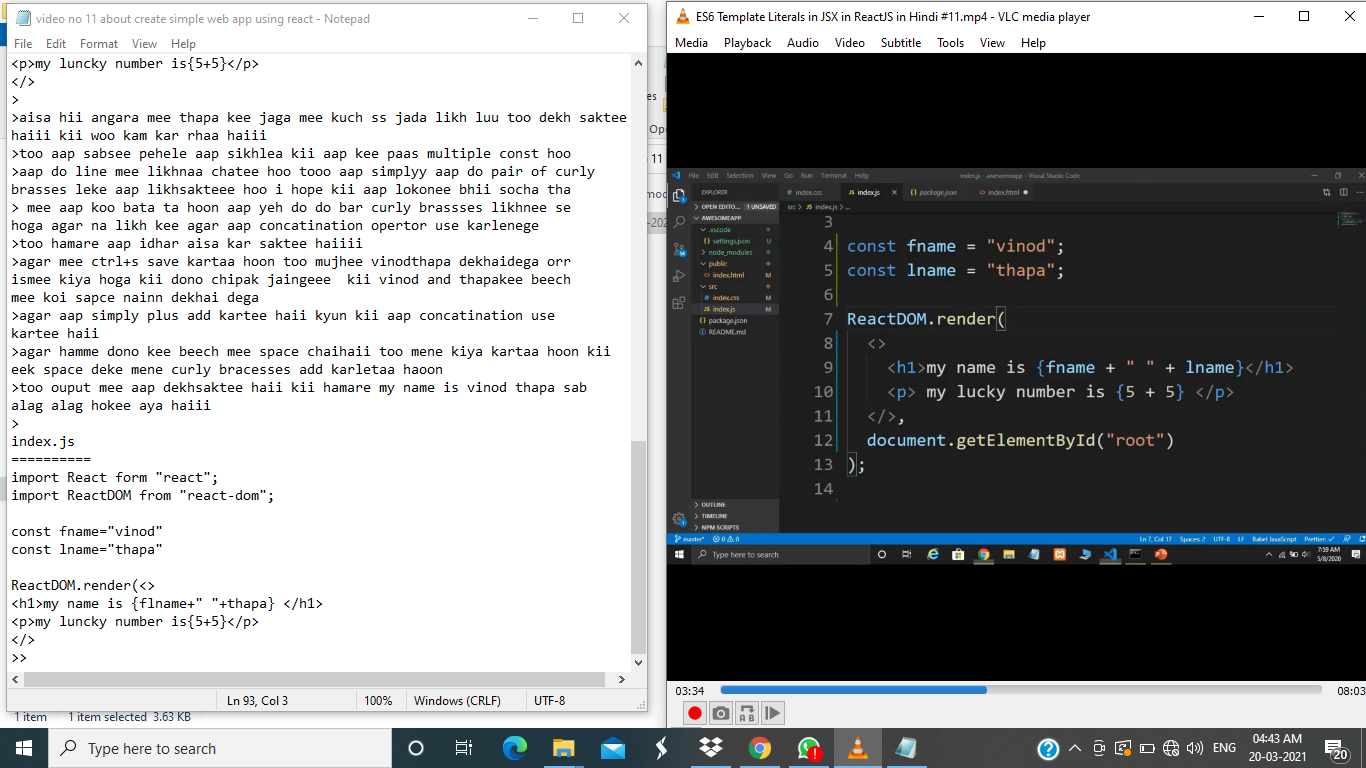 video no 11 about create simple web app using react - Notepad
File Edit Format View Help
<p>my luncky number is{5+5}</p>
</>
>
>aisa hii angara mee thapa kee jaga mee kuch ss jada likh luu too dekh saktee
haiii kii woo kam kar rhaa haiii
>too aap sabsee pehele aap sikhlea kii aap kee paas multiple const hoo
>aap do line mee likhnaa chatee hoo tooo aap simplyy aap do pair of curly
brasses leke aap likhsakteee hoo i hope kii aap lokonee bhii socha tha
> mee aap koo bata ta hoon aap yeh do do bar curly brassses likhnee se
hoga agar na likh kee agar aap concatination opertor use karlenege
>too hamare aap idhar aisa kar saktee haiiii
>agar mee ctrl+s save kartaa hoon too mujhee vinodthapa dekhaidega orr
ismee kiya hoga kii dono chipak jaingeee  kii vinod and thapakee beech
mee koi sapce nainn dekhai dega
>agar aap simply plus add kartee haii kyun kii aap concatination use
kartee haii
>agar hamme dono kee beech mee space chaihaii too mene kiya kartaa hoon kii
eek space deke mene curly bracesses add karletaa haoon
>too ouput mee aap dekhsaktee haii kii hamare my name is vinod thapa sab
alag alag hokee aya haiii
>
index.js
==========
import React form "react";
import ReactDOM from "react-dom";
const fname="vinod"
const lname="thapa"
ReactDOM.render(<>
<h1>my name is {flname+" "+thapa} </h1>
<p>my luncky number is{5+5}</p>
</>
>>
Ln 93, Col 3 100% Windows (CRLF) UTF-8
1 item 1 item selected 3.63 KB
ES6 Template Literals in JSX in ReactJS in Hindi #11.mp4 - VLC media player
Media Playback Audio Video Subtitle Tools View Help
File Edit Selection View Go Run Terminal Help index.js - awesomeapp - Visual Studio Code
EXPLORER
OPEN EDITO... 1 UNSAVED
AWESOMEAPP
.vscode
settings.json U
node_modules
public
index.html M
src
index.css M
index.js M
package.json
README.md
OUTLINE
TIMELINE
NPM SCRIPTS
index.css index.js package.json index.html
src > index.js > ...
3
4 const fname = "vinod";
5 const lname = "thapa";
6
7 ReactDOM.render(
8 <>
9 <h1>my name is {fname + " " + lname}</h1>
10 <p> my lucky number is {5 + 5} </p>
11 </>,
12 document.getElementById("root")
13 );
14
master* 0 0 Ln 7, Col 17 Spaces: 2 UTF-8 LF Babel JavaScript Prettier: ✓
Type here to search 7:59 AM
5/8/2020
03:34 08:03
Type here to search ENG 04:43 AM
20-03-2021 20